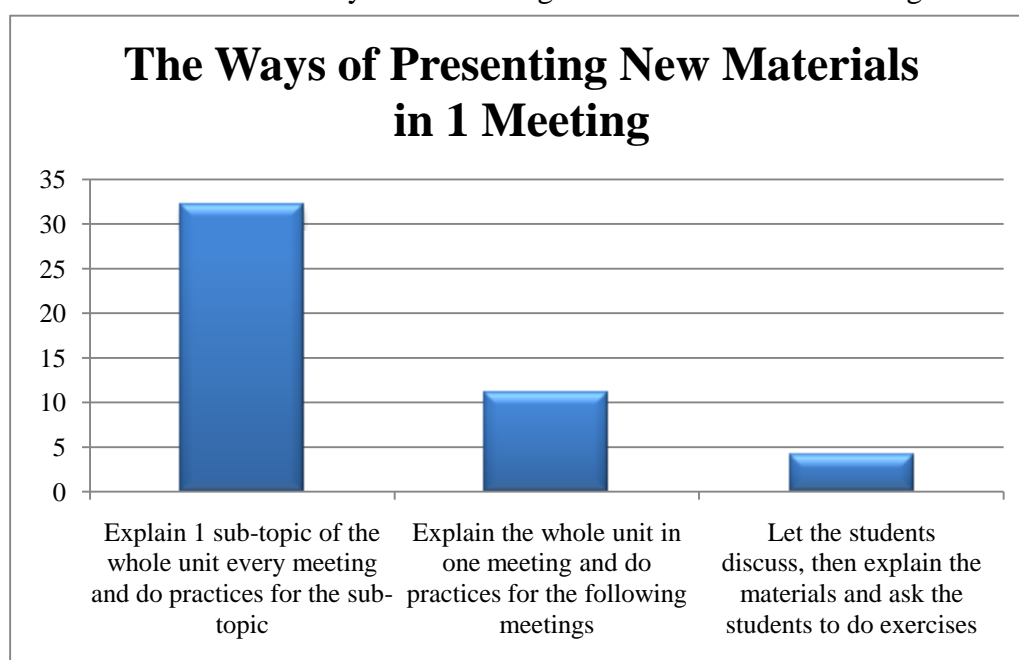 The Ways of Presenting New Materials
in 1 Meeting
35
30
25
20
15
10
5
0
Explain 1 sub-topic of the
whole unit every meeting
and do practices for the sub-
topic
Explain the whole unit in
one meeting and do
practices for the following
meetings
Let the students
discuss, then explain the
materials and ask the
students to do exercises